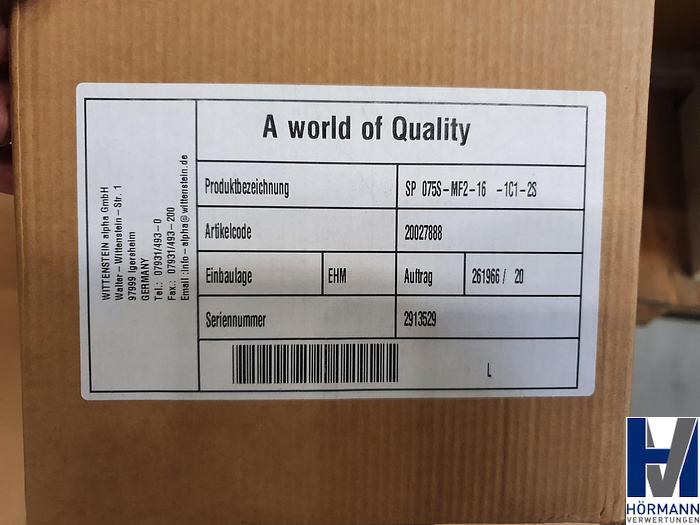 WITTENSTEIN alpha GmbH
Walter-Wittenstein-Str. 1
97999 Igersheim
GERMANY
Tel.: 07931/493-0
Fax.: 07931/493-200
Email :info-alpha@wittenstein.de
A world of Quality
Produktbezeichnung SP 075S-MF2-16 -1C1-2S
Artikelcode 20027888
Einbaulage EHM Auftrag 261966/ 20
Seriennummer 2913529
L
HÖRMANN
VERWERTUNGEN